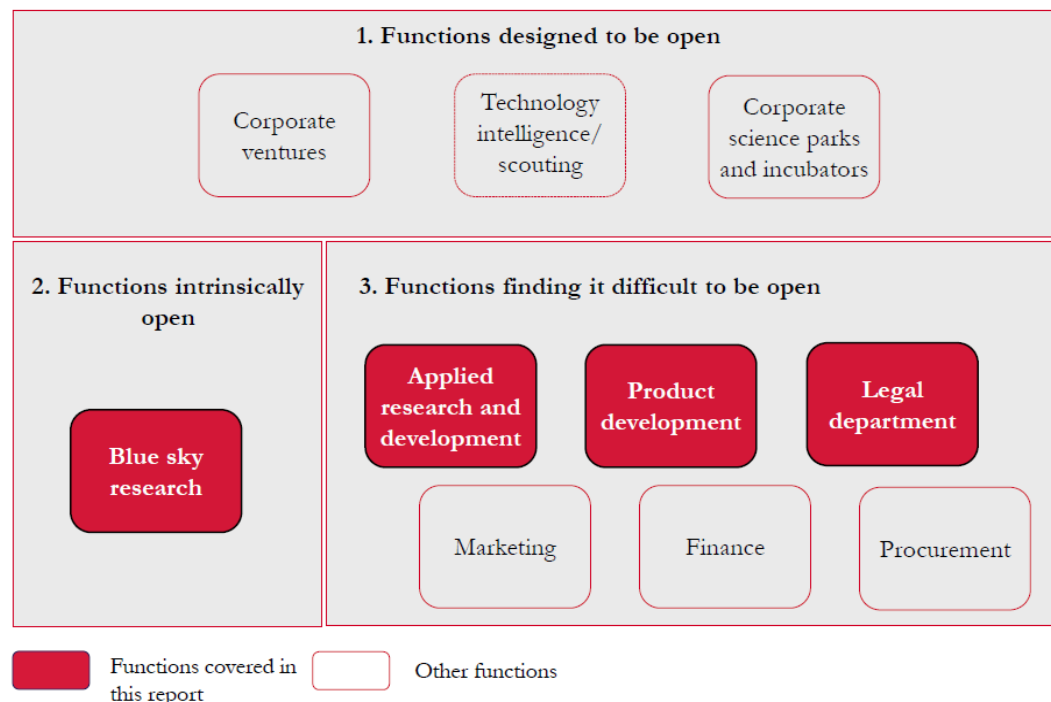 1. Functions designed to be open
Corporate
ventures
Technology
intelligence/
scouting
Corporate
science parks
and incubators
2. Functions intrinsically
open
Blue sky
research
3. Functions finding it difficult to be open
Applied
research and
development
Product
development
Legal
department
Marketing
Finance
Procurement
Functions covered in
this report
Other functions